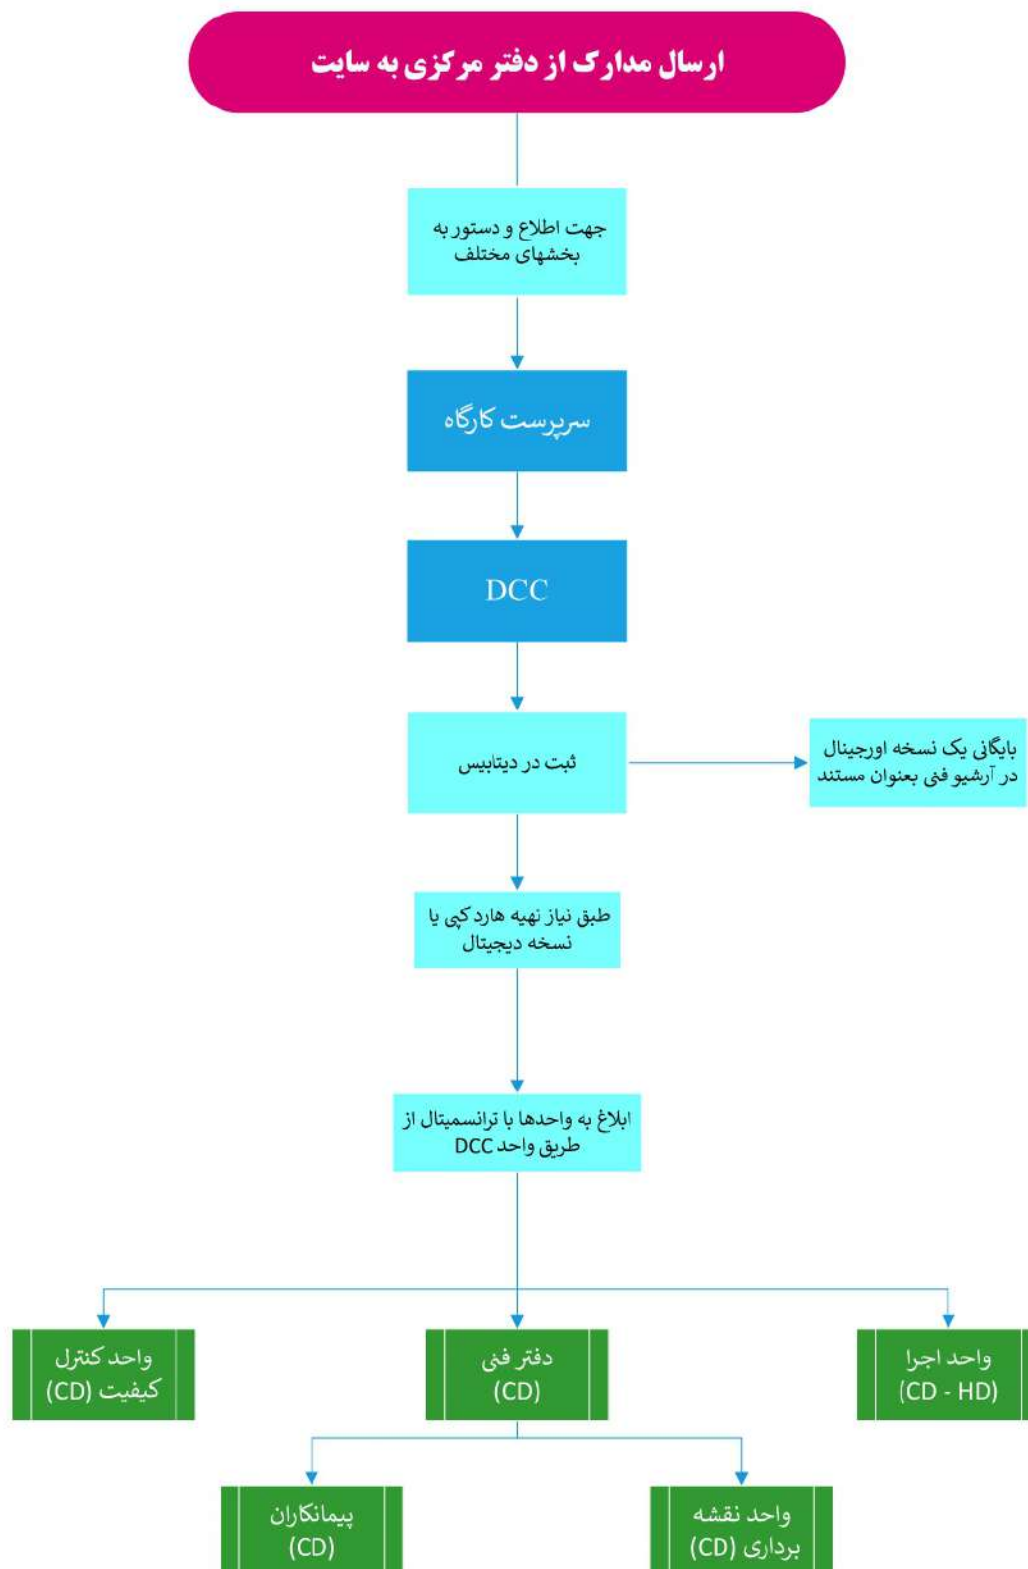 ارسال مدارک از دفتر مرکزی به سایت
جهت اطلاع و دستور به
بخشهای مختلف
سرپرست کارگاه
DCC
ثبت در دیتابیس
بایگانی یک نسخه اورجینال
در آرشیو فنی بعنوان مستند
طبق نیاز تهیه هارد کپی یا
نسخه دیجیتال
ابلاغ به واحدها با ترانسمیتال از
طریق واحد DCC
واحد اجرا
(CD - HD)
دفتر فنی
(CD)
واحد کنترل
کیفیت (CD)
واحد نقشه
برداری (CD)
پیمانکاران
(CD)